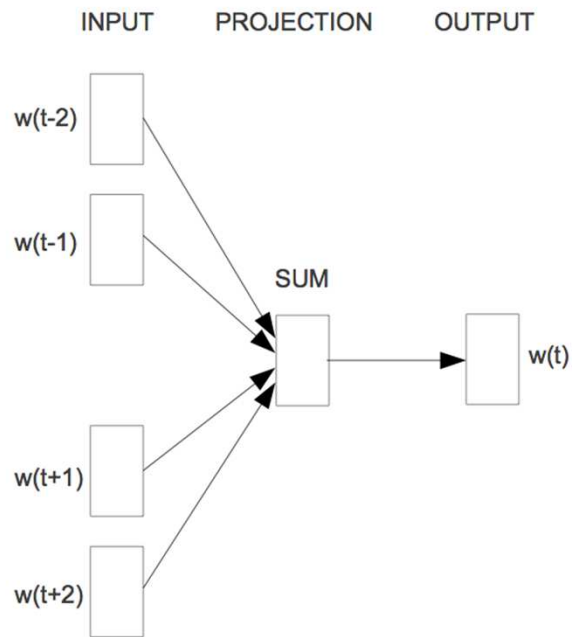 INPUT PROJECTION OUTPUT
w(t-2)
w(t-1)
SUM
w(t)
w(t+1)
w(t+2)